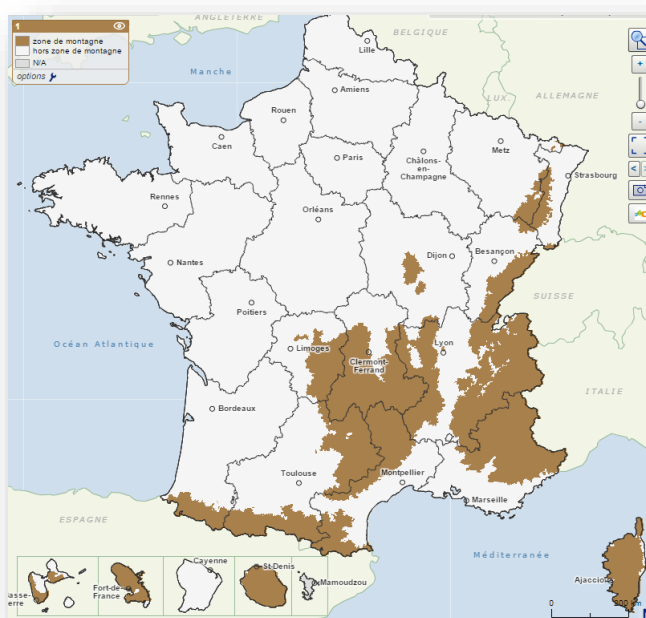 1
zone de montagne
hors zone de montagne
N/A
options
ANGLETERRE
BELGIQUE
Lille
Manche
LUX.
ALLEMAGNE
Amiens
Rouen
Caen
Paris
Châlons-
en-
Champagne
Metz
Strasbourg
Rennes
Orléans
Dijon
Besançon
Nantes
SUISSE
Poitiers
Océan Atlantique
Limoges
Clermont-
Ferrand
Lyon
ITALIE
Bordeaux
Toulouse
Montpellier
Marseille
ESPAGNE
Méditerranée
Ajaccio
Cayenne
St-Denis
Fort-de-
France
Mamoudzou
0
+
-
<